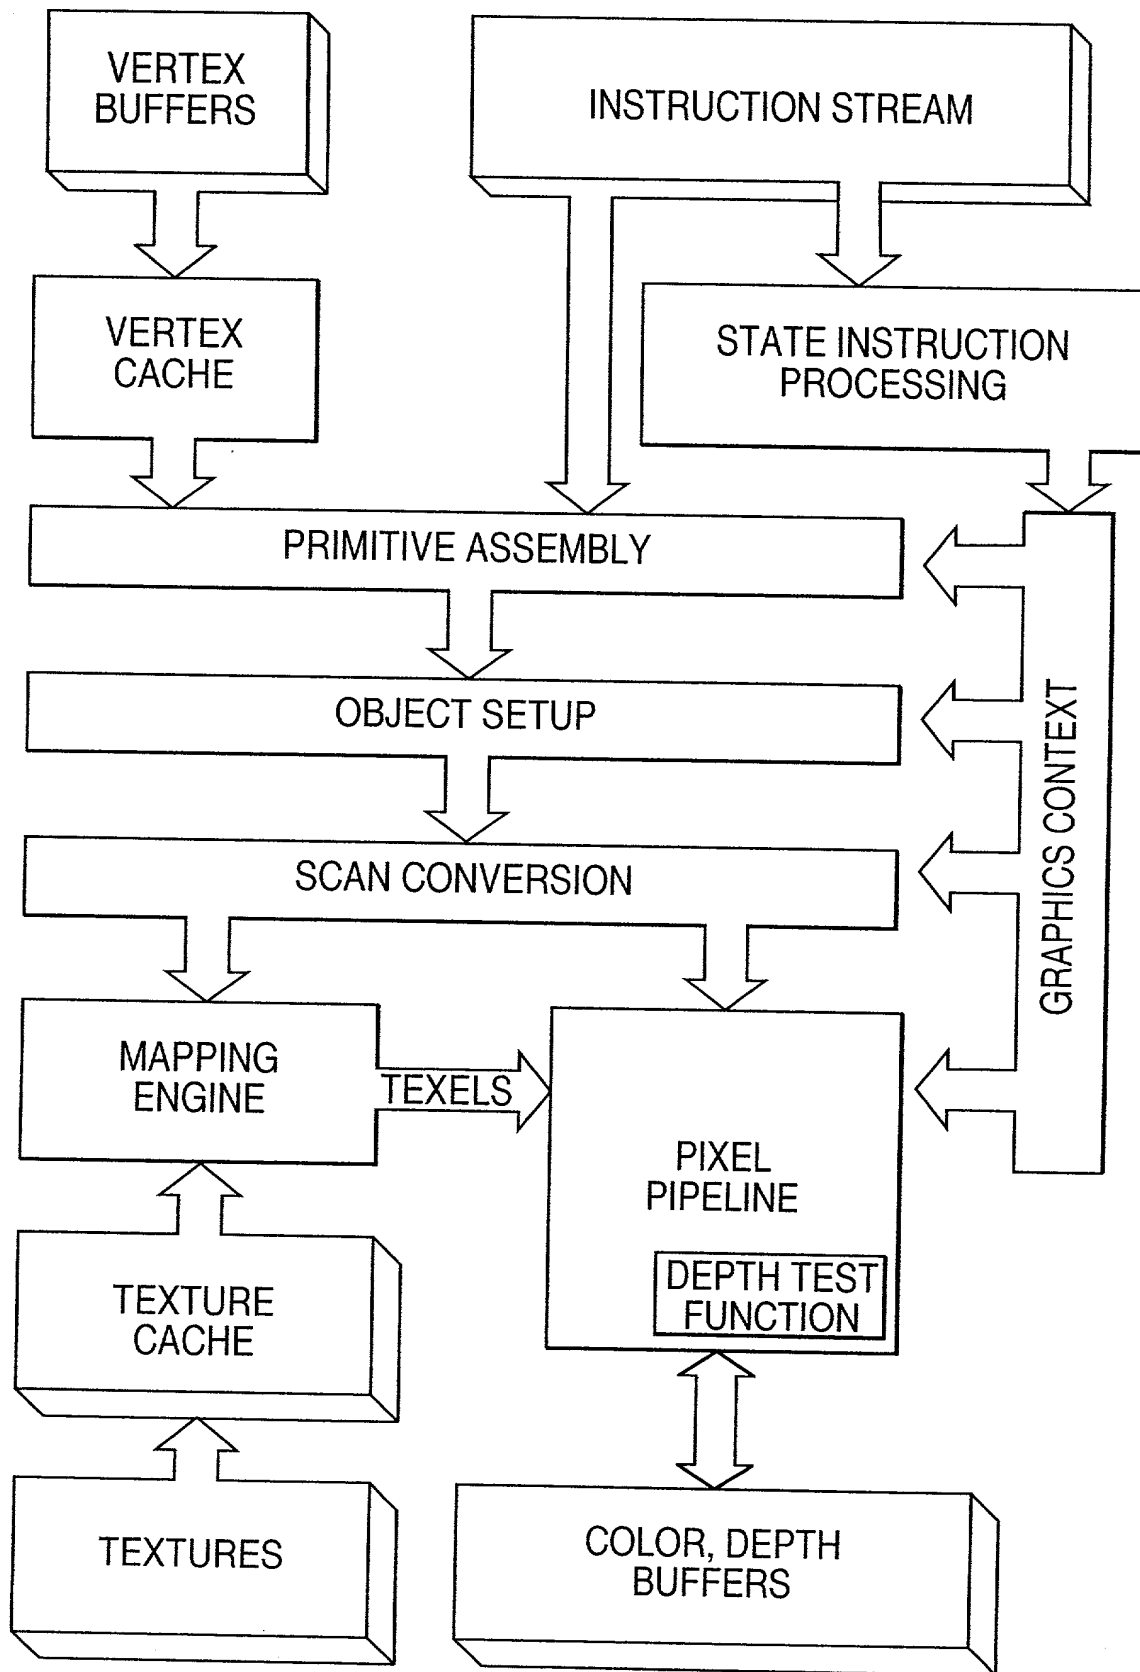 VERTEX
BUFFERS
INSTRUCTION STREAM
VERTEX
CACHE
STATE INSTRUCTION
PROCESSING
PRIMITIVE ASSEMBLY
OBJECT SETUP
SCAN CONVERSION
GRAPHICS CONTEXT
MAPPING
ENGINE
TEXELS
PIXEL
PIPELINE
DEPTH TEST
FUNCTION
TEXTURE
CACHE
TEXTURES
COLOR, DEPTH
BUFFERS